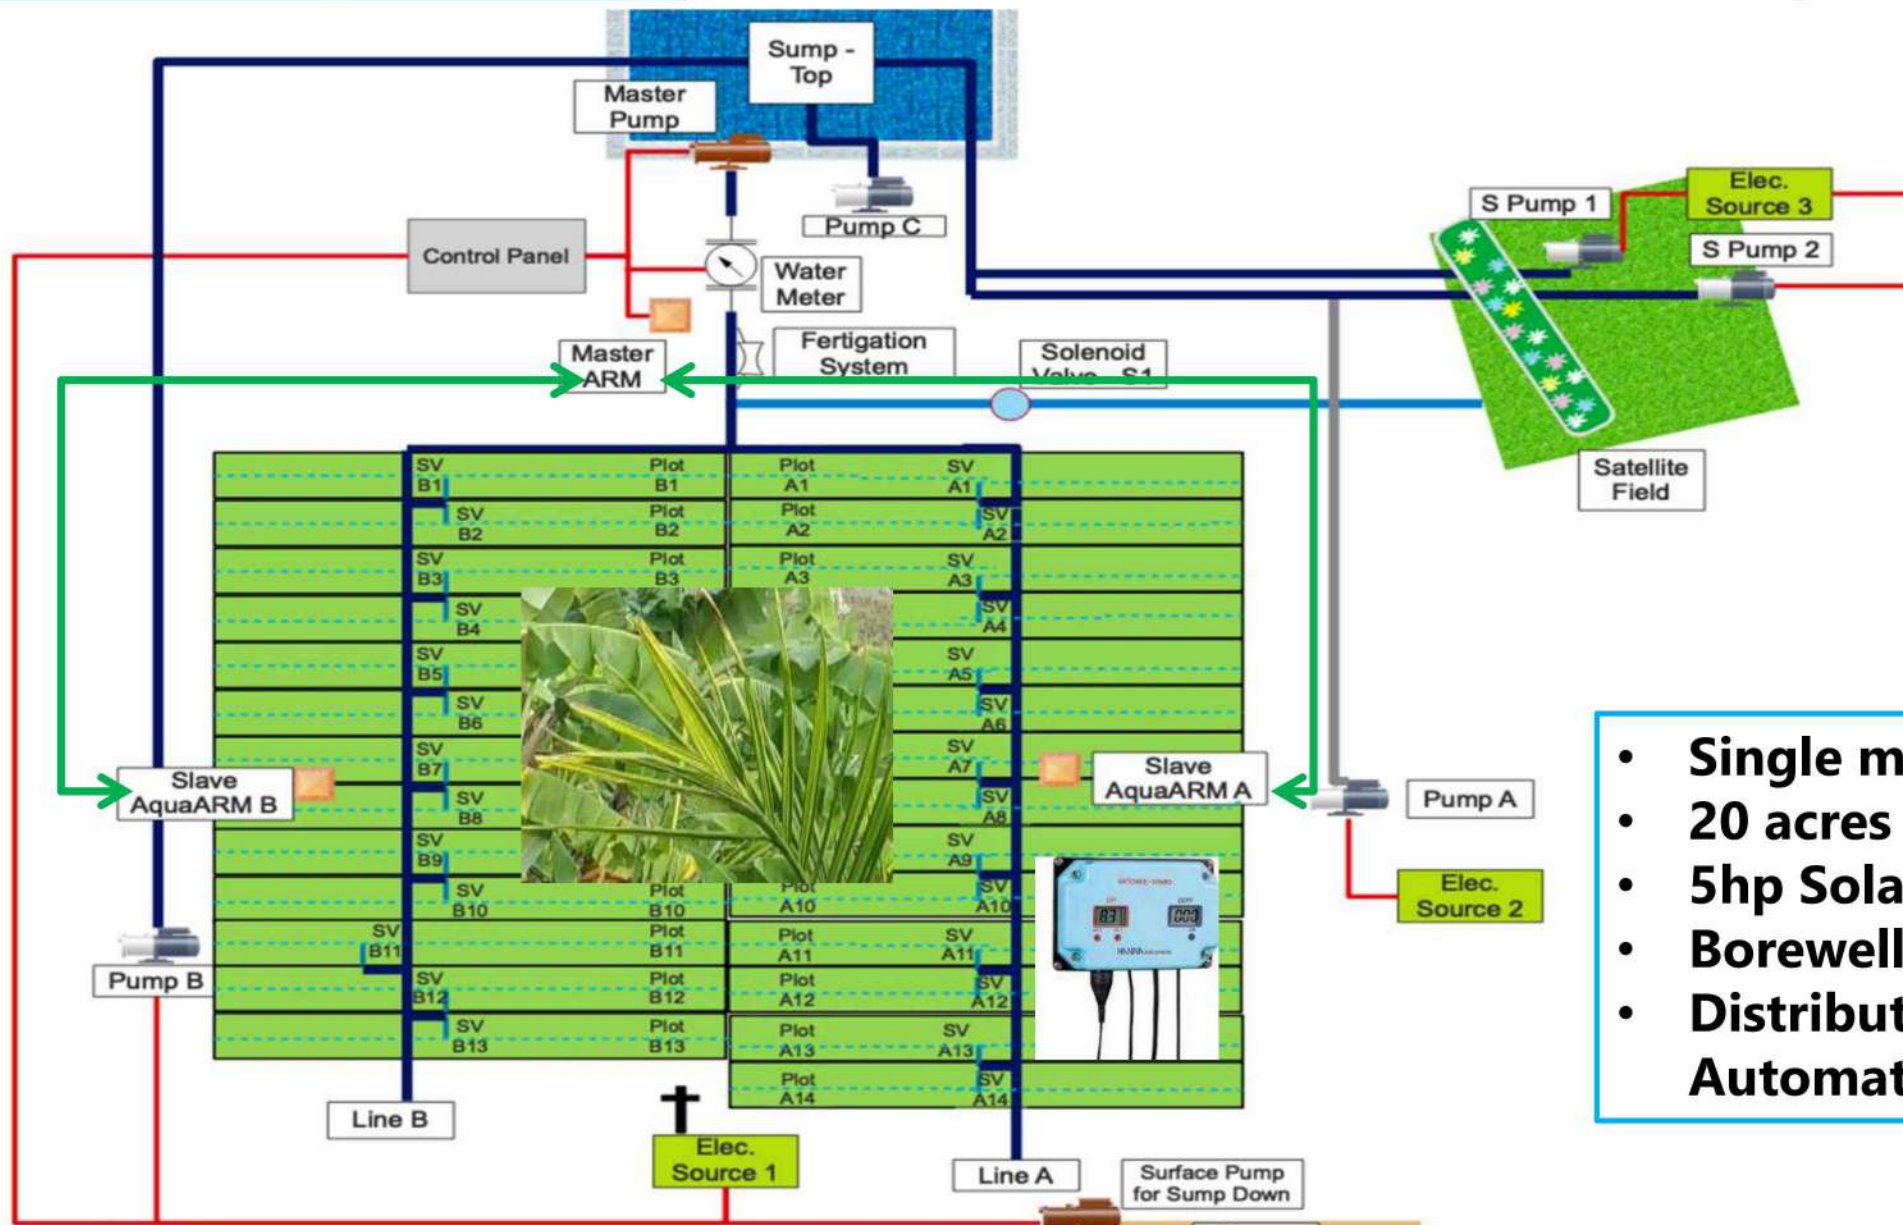 Sump -
Top
Master
Pump
Pump C
Control Panel
Water
Meter
Fertigation
System
Master
ARM
Solenoid
Valve - S1
S Pump 1
Elec.
Source 3
S Pump 2
Satellite
Field
SV
B1
Plot
B1
Plot
A1
SV
A1
SV
B2
Plot
B2
Plot
A2
SV
A2
SV
B3
Plot
B3
Plot
A3
SV
A3
SV
B4
SV
A4
SV
B5
SV
A5
SV
B6
SV
A6
SV
B7
SV
A7
Slave
AquaARM B
Slave
AquaARM A
SV
B8
SV
A8
Pump A
SV
B9
SV
A9
SV
B10
Plot
B10
Plot
A10
SV
A10
Elec.
Source 2
SV
B11
Plot
B11
Plot
A11
SV
A11
Pump B
SV
B12
Plot
B12
Plot
A12
SV
A12
SV
B13
Plot
B13
Plot
A13
SV
A13
Plot
A14
SV
A14
HANNA
Line B
Elec.
Source 1
Line A
Surface Pump
for Sump Down
• Single m
• 20 acres
• 5hp Sola
• Borewell
• Distribut
Automat